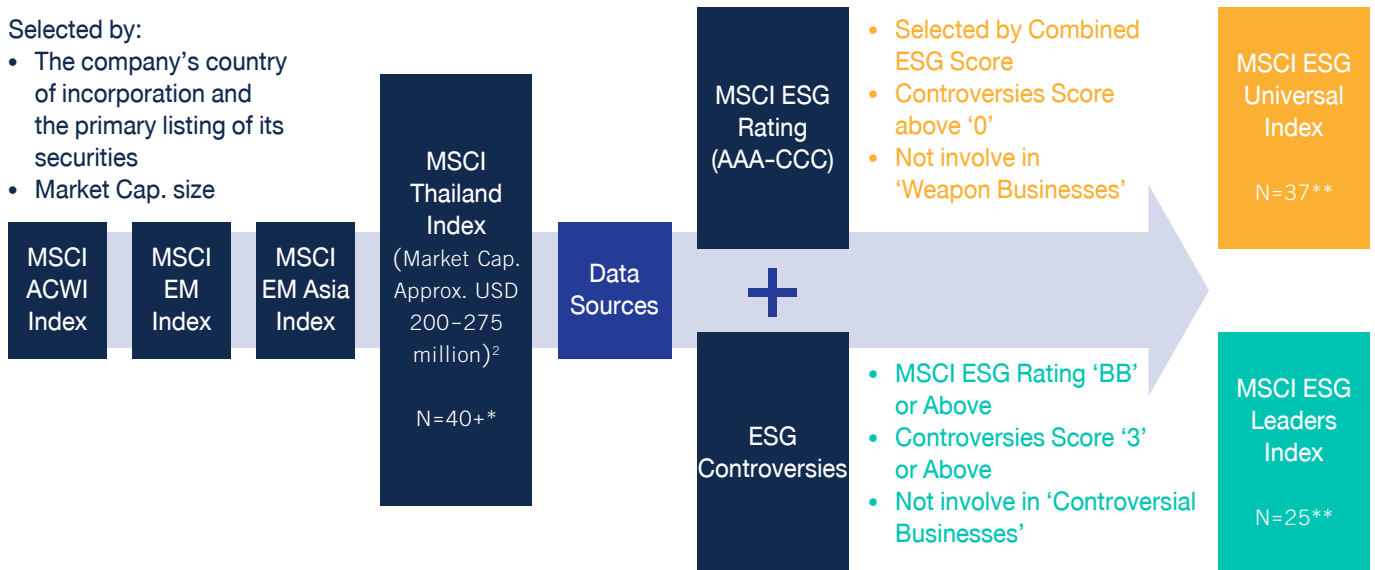 Selected by:
• The company’s country
of incorporation and
the primary listing of its
securities
• Market Cap. size
MSCI
ACWI
Index
MSCI
EM
Index
MSCI
EM Asia
Index
MSCI
Thailand
Index
(Market Cap.
Approx. USD
200–275
million)²
N=40+*
Data
Sources
MSCI ESG
Rating
(AAA–CCC)
+
ESG
Controversies
• Selected by Combined
ESG Score
• Controversies Score
above ‘0’
• Not involve in
‘Weapon Businesses’
• MSCI ESG Rating ‘BB’
or Above
• Controversies Score ‘3’
or Above
• Not involve in ‘Controversial
Businesses’
MSCI ESG
Universal
Index
N=37**
MSCI ESG
Leaders
Index
N=25**